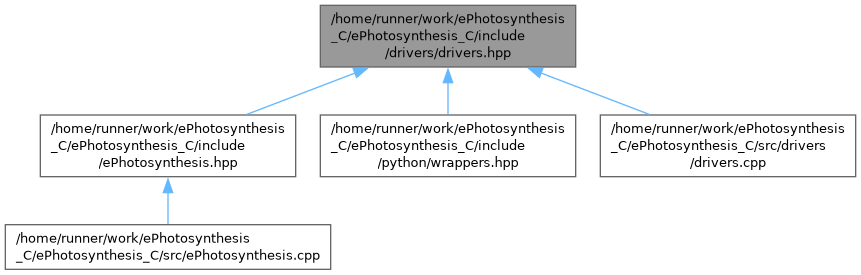 /home/runner/work/ePhotosynthesis
_C/ePhotosynthesis_C/include
/drivers/drivers.hpp
/home/runner/work/ePhotosynthesis
_C/ePhotosynthesis_C/include
/ePhotosynthesis.hpp
/home/runner/work/ePhotosynthesis
_C/ePhotosynthesis_C/include
/python/wrappers.hpp
/home/runner/work/ePhotosynthesis
_C/ePhotosynthesis_C/src/drivers
/drivers.cpp
/home/runner/work/ePhotosynthesis
_C/ePhotosynthesis_C/src/ePhotosynthesis.cpp